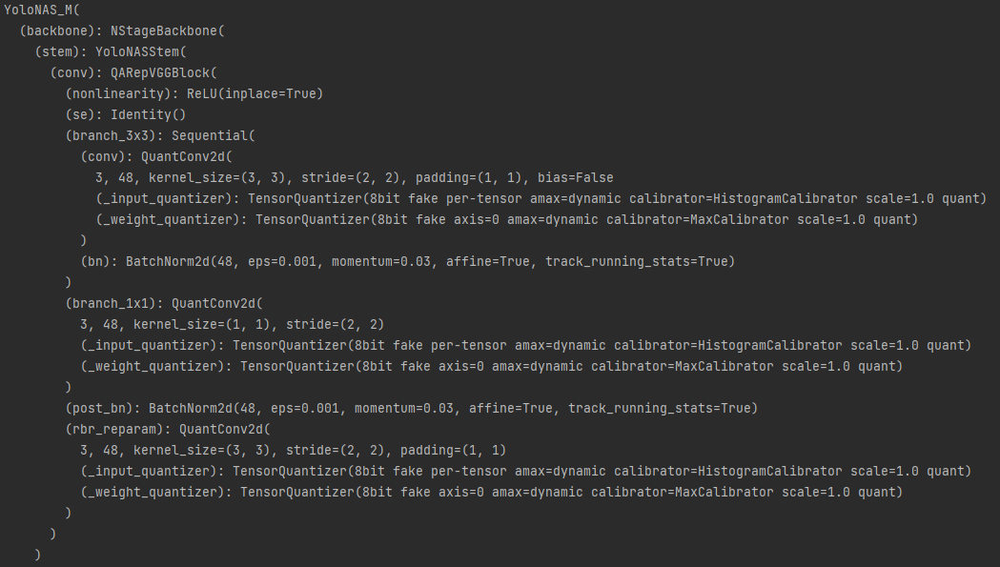 YoloNAS_M(
  (backbone): NStageBackbone(
    (stem): YoloNASStem(
      (conv): QARepVGGBlock(
        (nonlinearity): ReLU(inplace=True)
        (se): Identity()
        (branch_3x3): Sequential(
          (conv): QuantConv2d(
            3, 48, kernel_size=(3, 3), stride=(2, 2), padding=(1, 1), bias=False
            (_input_quantizer): TensorQuantizer(8bit fake per-tensor amax=dynamic calibrator=HistogramCalibrator scale=1.0 quant)
            (_weight_quantizer): TensorQuantizer(8bit fake axis=0 amax=dynamic calibrator=MaxCalibrator scale=1.0 quant)
          )
          (bn): BatchNorm2d(48, eps=0.001, momentum=0.03, affine=True, track_running_stats=True)
        )
        (branch_1x1): QuantConv2d(
          3, 48, kernel_size=(1, 1), stride=(2, 2)
          (_input_quantizer): TensorQuantizer(8bit fake per-tensor amax=dynamic calibrator=HistogramCalibrator scale=1.0 quant)
          (_weight_quantizer): TensorQuantizer(8bit fake axis=0 amax=dynamic calibrator=MaxCalibrator scale=1.0 quant)
        )
        (post_bn): BatchNorm2d(48, eps=0.001, momentum=0.03, affine=True, track_running_stats=True)
        (rbr_reparam): QuantConv2d(
          3, 48, kernel_size=(3, 3), stride=(2, 2), padding=(1, 1)
          (_input_quantizer): TensorQuantizer(8bit fake per-tensor amax=dynamic calibrator=HistogramCalibrator scale=1.0 quant)
          (_weight_quantizer): TensorQuantizer(8bit fake axis=0 amax=dynamic calibrator=MaxCalibrator scale=1.0 quant)
        )
      )
    )